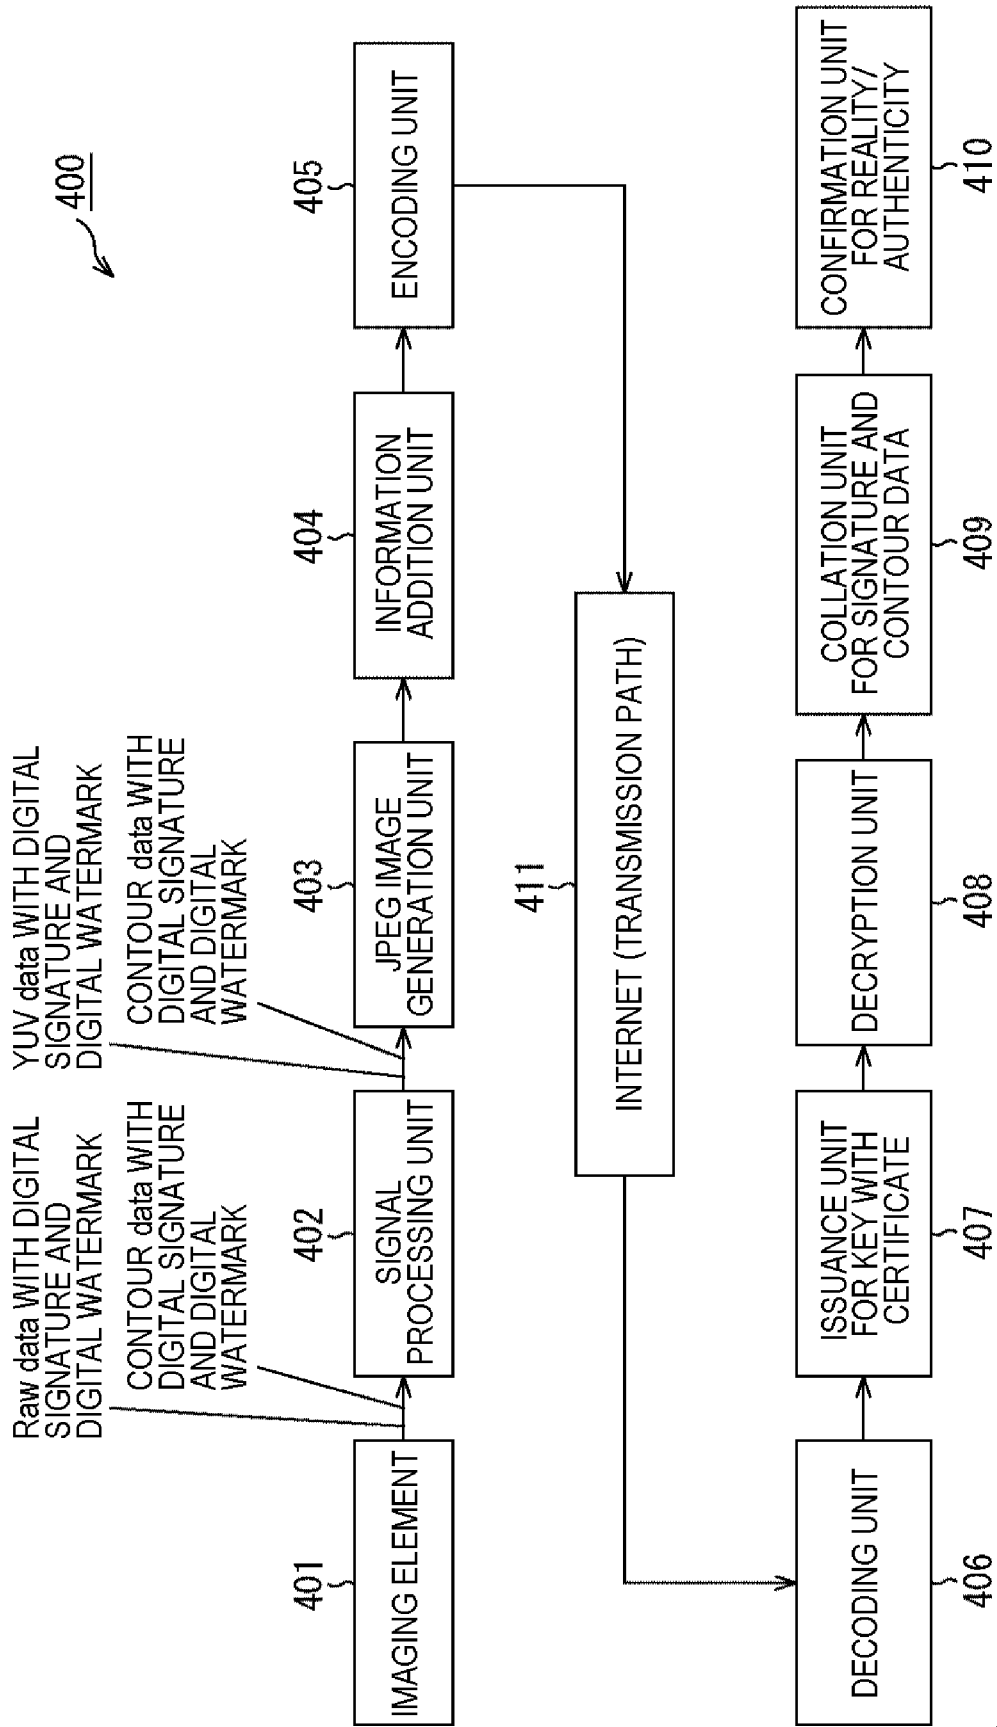 400
Raw data WITH DIGITAL
SIGNATURE AND
DIGITAL WATERMARK
CONTOUR data WITH
DIGITAL SIGNATURE
AND DIGITAL
WATERMARK
YUV data WITH DIGITAL
SIGNATURE AND
DIGITAL WATERMARK
CONTOUR data WITH
DIGITAL SIGNATURE
AND DIGITAL
WATERMARK
401
IMAGING ELEMENT
402
SIGNAL
PROCESSING UNIT
403
JPEG IMAGE
GENERATION UNIT
404
INFORMATION
ADDITION UNIT
405
ENCODING UNIT
411
INTERNET (TRANSMISSION PATH)
DECODING UNIT
406
ISSUANCE UNIT
FOR KEY WITH
CERTIFICATE
407
DECRYPTION UNIT
408
COLLATION UNIT
FOR SIGNATURE AND
CONTOUR DATA
409
CONFIRMATION UNIT
FOR REALITY/
AUTHENTICITY
410